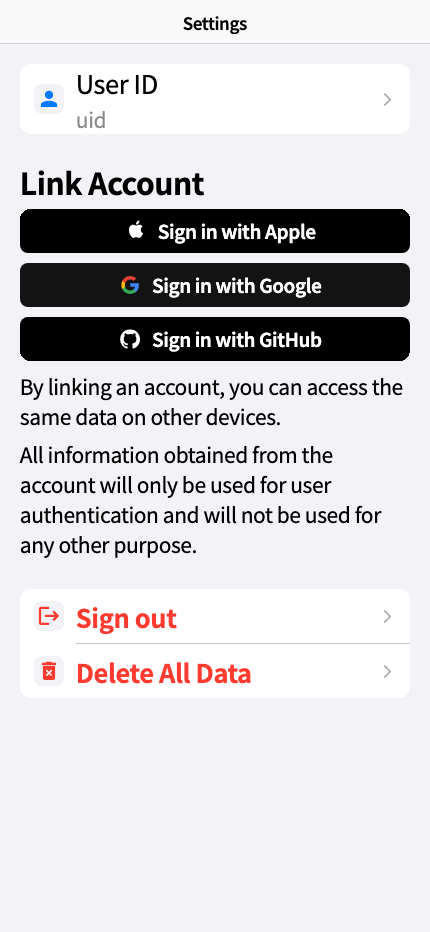 Settings
User ID
uid
Link Account
Sign in with Apple
Sign in with Google
Sign in with GitHub
By linking an account, you can access the
same data on other devices.
All information obtained from the
account will only be used for user
authentication and will not be used for
any other purpose.
Sign out
Delete All Data